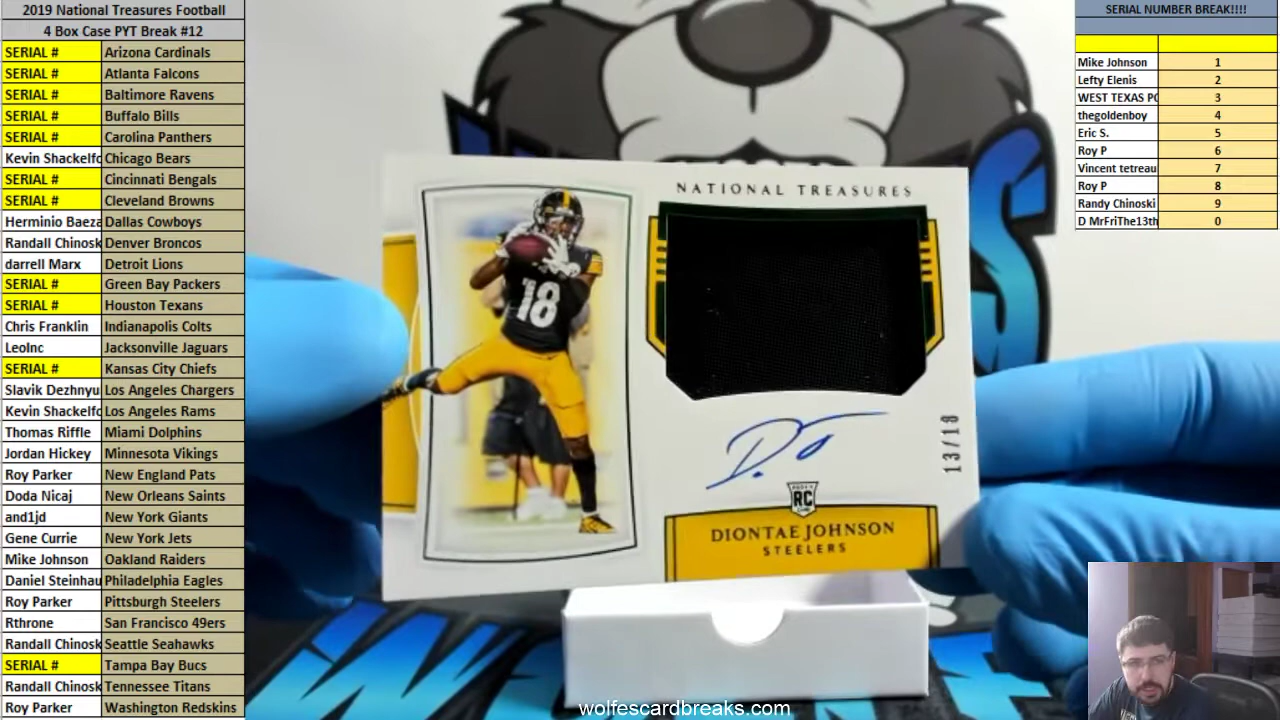 2019 National Treasures Football
4 Box Case PYT Break #12
SERIAL # Arizona Cardinals
SERIAL # Atlanta Falcons
SERIAL # Baltimore Ravens
SERIAL # Buffalo Bills
SERIAL # Carolina Panthers
Kevin Shackelfo Chicago Bears
SERIAL # Cincinnati Bengals
SERIAL # Cleveland Browns
Herminio Baeza Dallas Cowboys
Randall Chinosk Denver Broncos
darrell Marx Detroit Lions
SERIAL # Green Bay Packers
SERIAL # Houston Texans
Chris Franklin Indianapolis Colts
LeoInc Jacksonville Jaguars
SERIAL # Kansas City Chiefs
Slavik Dezhnyu Los Angeles Chargers
Kevin Shackelfo Los Angeles Rams
Thomas Riffle Miami Dolphins
Jordan Hickey Minnesota Vikings
Roy Parker New England Pats
Doda Nicaj New Orleans Saints
and1jd New York Giants
Gene Currie New York Jets
Mike Johnson Oakland Raiders
Daniel Steinhau Philadelphia Eagles
Roy Parker Pittsburgh Steelers
Rthrone San Francisco 49ers
Randall Chinosk Seattle Seahawks
SERIAL # Tampa Bay Bucs
Randall Chinosk Tennessee Titans
Roy Parker Washington Redskins
NATIONAL TREASURES
18
13/18
RC
DIONTAE JOHNSON
STEELERS
wolfescardbreaks.com
SERIAL NUMBER BREAK!!!!
Mike Johnson 1
Lefty Elenis 2
WEST TEXAS PO 3
thegoldenboy 4
Eric S. 5
Roy P 6
Vincent tetreau 7
Roy P 8
Randy Chinoski 9
D MrFriThe13th 0